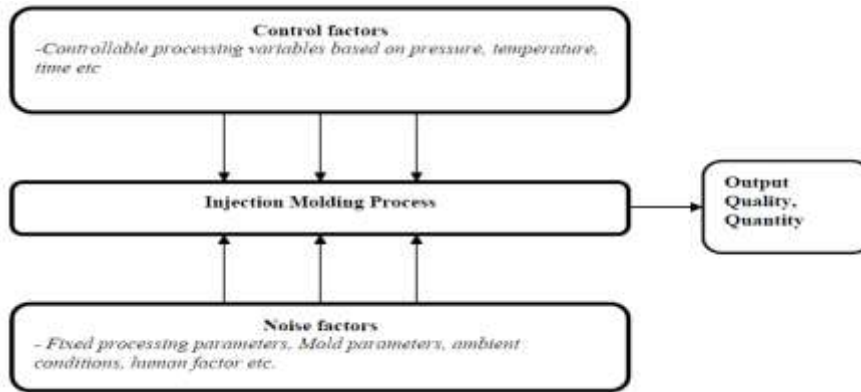 Control factors
-Controllable processing variables based on pressure, temperature,
time etc
Injection Molding Process
Output
Quality,
Quantity
Noise factors
- Fixed processing parameters, Mold parameters, ambient
conditions, human factor etc.